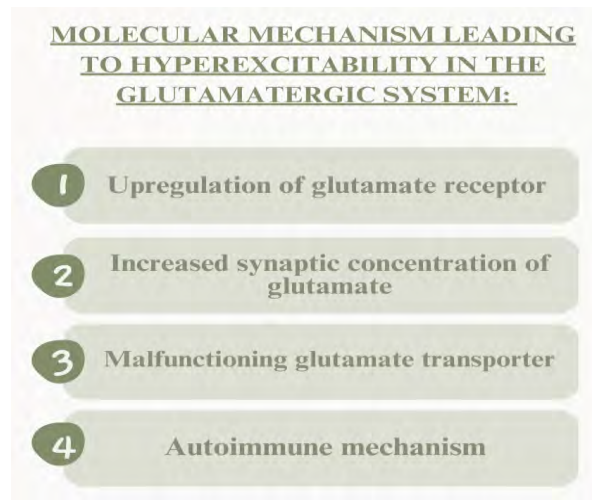 MOLECULAR MECHANISM LEADING
TO HYPEREXCITABILITY IN THE
GLUTAMATERGIC SYSTEM:
1 Upregulation of glutamate receptor
2 Increased synaptic concentration of
glutamate
3 Malfunctioning glutamate transporter
4 Autoimmune mechanism